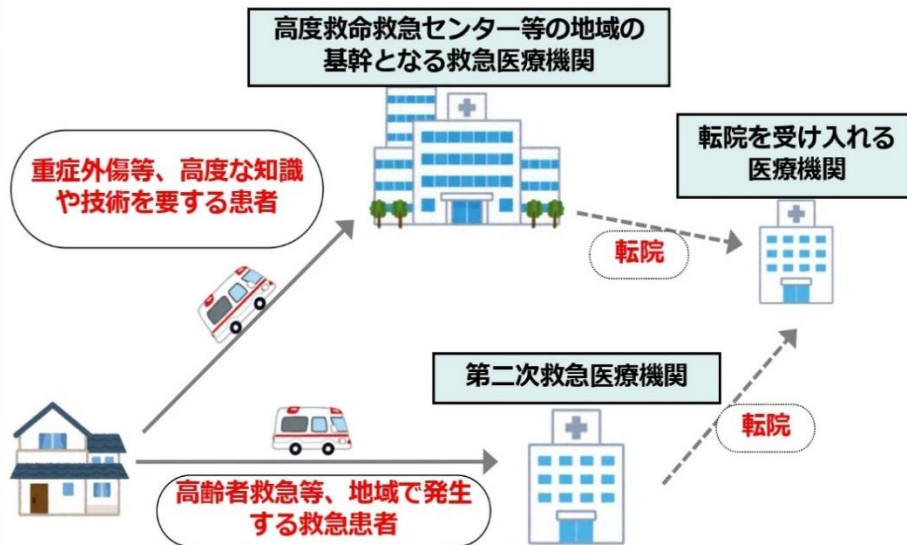 高度救命救急センター等の地域の
基幹となる救急医療機関
転院を受け入れる
医療機関
重症外傷等、高度な知識
や技術を要する患者
転院
第二次救急医療機関
転院
高齢者救急等、地域で発生
する救急患者